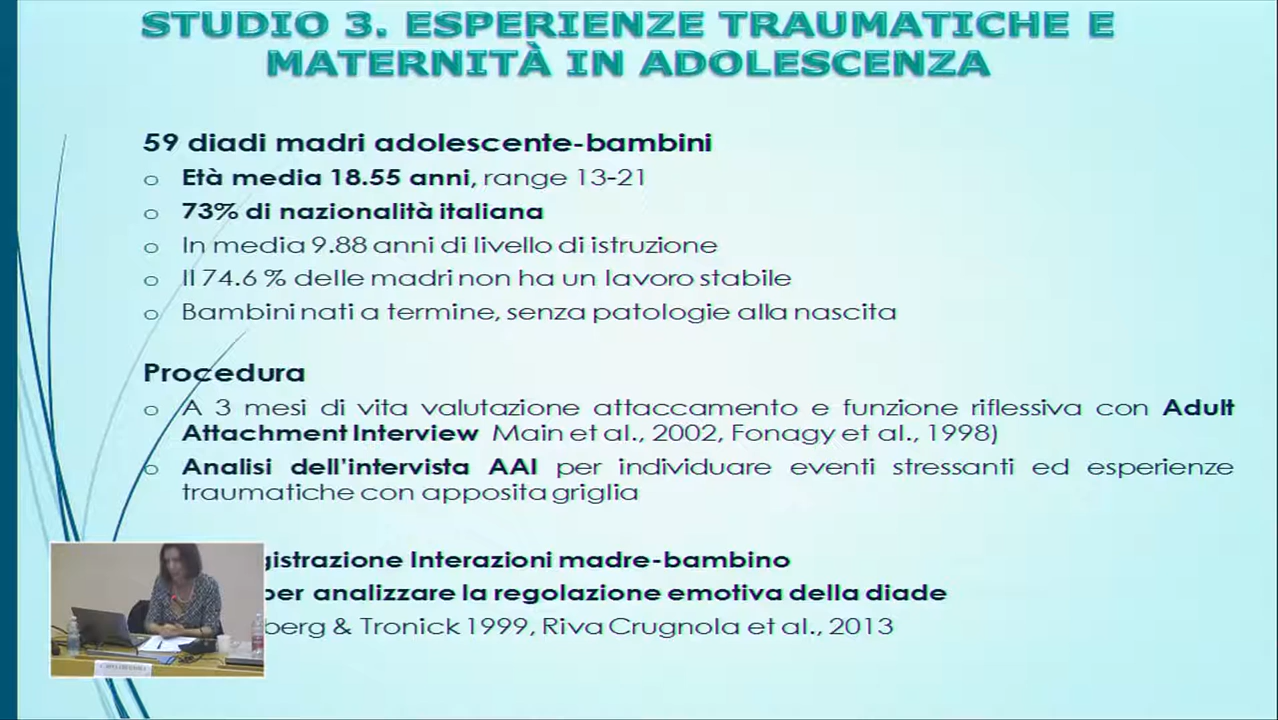 STUDIO 3. ESPERIENZE TRAUMATICHE E
MATERNITÀ IN ADOLESCENZA
59 diadi madri adolescente-bambini
Età media 18.55 anni, range 13-21
73% di nazionalità italiana
In media 9.88 anni di livello di istruzione
Il 74.6 % delle madri non ha un lavoro stabile
Bambini nati a termine, senza patologie alla nascita
Procedura
A 3 mesi di vita valutazione attaccamento e funzione riflessiva con Adult
Attachment Interview Main et al., 2002, Fonagy et al., 1998)
Analisi dell'intervista AAI per individuare eventi stressanti ed esperienze
traumatiche con apposita griglia
gistrazione Interazioni madre-bambino
per analizzare la regolazione emotiva della diade
berg & Tronick 1999, Riva Crugnola et al., 2013